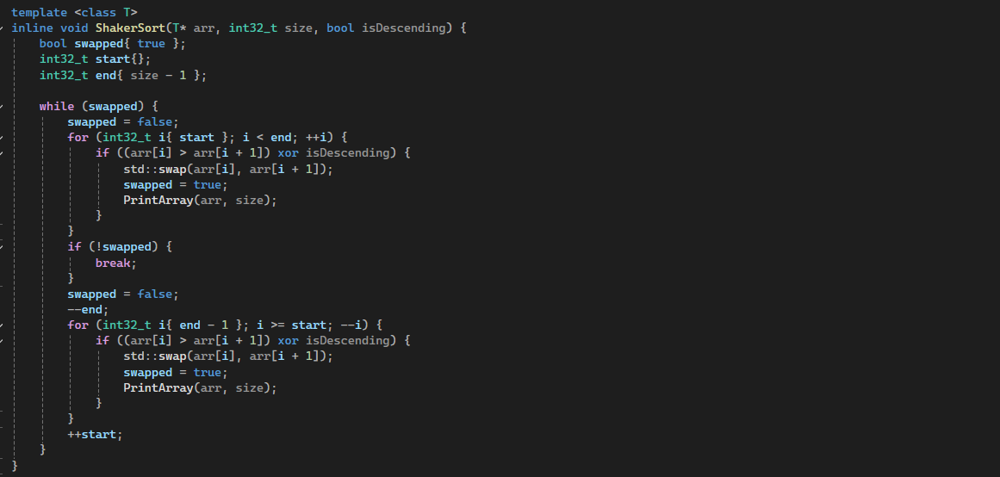 template <class T>
inline void ShakerSort(T* arr, int32_t size, bool isDescending) {
    bool swapped{ true };
    int32_t start{};
    int32_t end{ size - 1 };

    while (swapped) {
        swapped = false;
        for (int32_t i{ start }; i < end; ++i) {
            if ((arr[i] > arr[i + 1]) xor isDescending) {
                std::swap(arr[i], arr[i + 1]);
                swapped = true;
                PrintArray(arr, size);
            }
        }
        if (!swapped) {
            break;
        }
        swapped = false;
        --end;
        for (int32_t i{ end - 1 }; i >= start; --i) {
            if ((arr[i] > arr[i + 1]) xor isDescending) {
                std::swap(arr[i], arr[i + 1]);
                swapped = true;
                PrintArray(arr, size);
            }
        }
        ++start;
    }
}